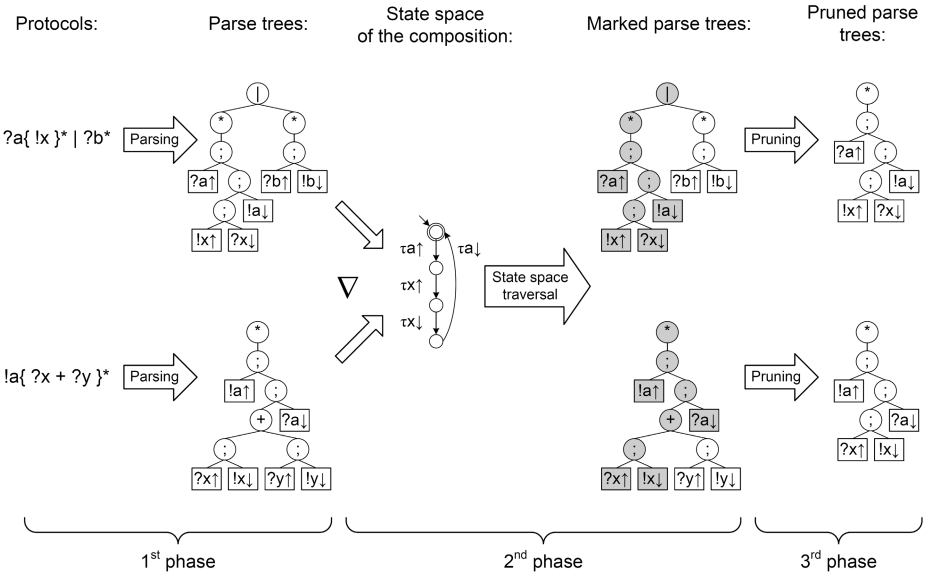 Protocols:
Parse trees:
State space
of the composition:
Marked parse trees:
Pruned parse
trees:
?a{ !x }* | ?b*
Parsing
|
*
*
;
;
?a↑
;
?b↑
!b↓
;
!a↓
!x↑
?x↓
τa↑
τa↓
τx↑
τx↓
∇
State space
traversal
|
*
*
;
;
?a↑
;
?b↑
!b↓
;
!a↓
!x↑
?x↓
Pruning
*
;
?a↑
;
;
!a↓
!x↑
?x↓
!a{ ?x + ?y }*
Parsing
*
;
!a↑
;
+
?a↓
;
;
?x↑
!x↓
?y↑
!y↓
*
;
!a↑
;
+
?a↓
;
;
?x↑
!x↓
?y↑
!y↓
Pruning
*
;
!a↑
;
;
?a↓
?x↑
!x↓
1st phase
2nd phase
3rd phase